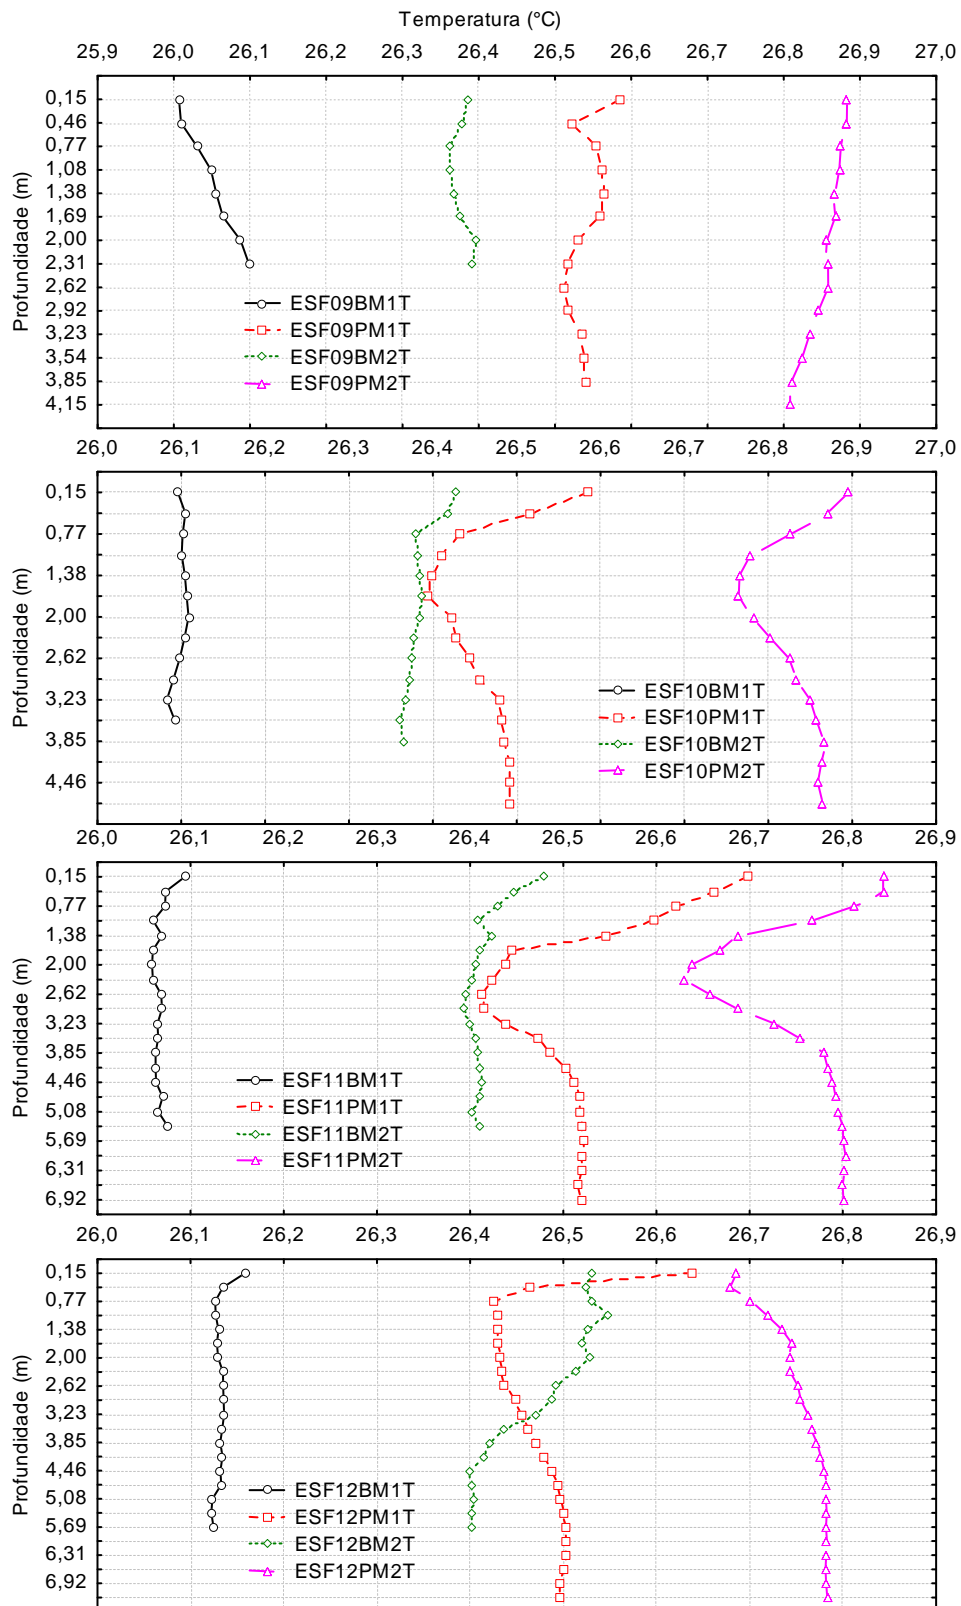 Temperatura (°C)
25,9 26,0 26,1 26,3 26,4 26,5 26,6 26,7 26,8 26,9 27,0
Profundidade (m)
0,15
0,46
0,77
1,08
1,38
1,69
2,00
2,31
2,62
2,92
3,23
3,54
3,85
4,15
ESF09BM1T
ESF09PM1T
ESF09BM2T
ESF09PM2T
26,0 26,1 26,2 26,3 26,4 26,5 26,6 26,7 26,8 26,9 27,0
Profundidade (m)
0,15
0,77
1,38
2,00
2,62
3,23
3,85
4,46
ESF10BM1T
ESF10PM1T
ESF10BM2T
ESF10PM2T
26,0 26,1 26,2 26,3 26,4 26,5 26,6 26,7 26,8 26,9
Profundidade (m)
0,15
0,77
1,38
2,00
2,62
3,23
3,85
4,46
5,08
5,69
6,31
6,92
ESF11BM1T
ESF11PM1T
ESF11BM2T
ESF11PM2T
26,0 26,1 26,2 26,3 26,4 26,5 26,6 26,7 26,8 26,9
Profundidade (m)
0,15
0,77
1,38
2,00
2,62
3,23
3,85
4,46
5,08
5,69
6,31
6,92
ESF12BM1T
ESF12PM1T
ESF12BM2T
ESF12PM2T